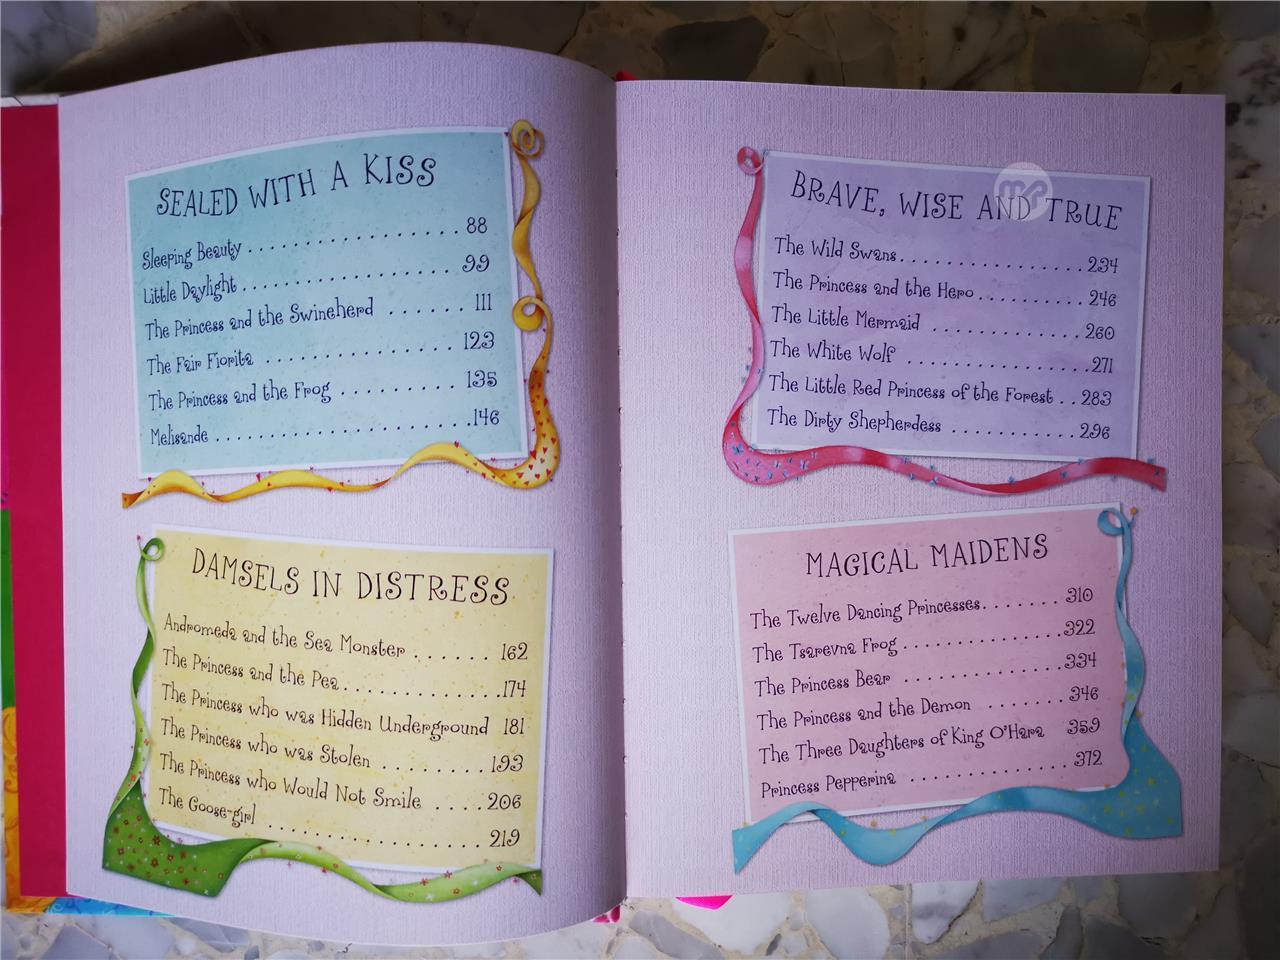 SEALED WITH A KISS
Sleeping Beauty . . . . . . . . . . . . . . . . . . . . 88
Little Daylight . . . . . . . . . . . . . . . . . . . . 99
The Princess and the Swineherd . . . . . . 111
The Fair Fiorita . . . . . . . . . . . . . . . . . . 123
The Princess and the Frog . . . . . . . . . . 135
Melisande . . . . . . . . . . . . . . . . . . . . . . .146
DAMSELS IN DISTRESS
Andromeda and the Sea Monster . . . . . . 162
The Princess and the Pea . . . . . . . . . . . . .174
The Princess who was Hidden Underground 181
The Princess who was Stolen . . . . . . . . . .193
The Princess who Would Not Smile . . . . 206
The Goose-girl . . . . . . . . . . . . . . . . . . 219
BRAVE, WISE AND TRUE
The Wild Swans . . . . . . . . . . . . . . . . . 234
The Princess and the Hero . . . . . . . . . . 246
The Little Mermaid . . . . . . . . . . . . . . 260
The White Wolf . . . . . . . . . . . . . . . . . .271
The Little Red Princess of the Forest . . 283
The Dirty Shepherdess . . . . . . . . . . . . 296
MAGICAL MAIDENS
The Twelve Dancing Princesses . . . . . . . 310
The Tsarevna Frog . . . . . . . . . . . . . . . 322
The Princess Bear . . . . . . . . . . . . . . . 334
The Princess and the Demon . . . . . . . . 346
The Three Daughters of King O'Hara 359
Princess Pepperina . . . . . . . . . . . . . . . 372